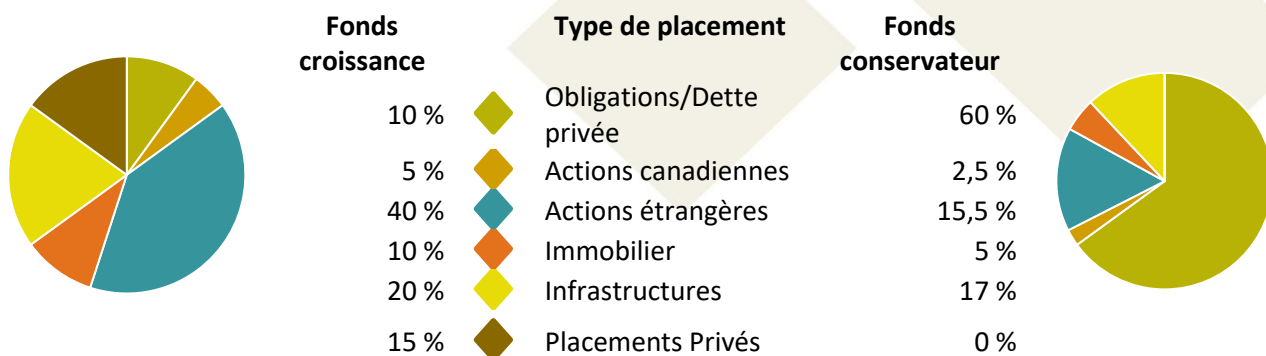 Fonds croissance Type de placement Fonds conservateur
10 % Obligations/Dette privée 60 %
5 % Actions canadiennes 2,5 %
40 % Actions étrangères 15,5 %
10 % Immobilier 5 %
20 % Infrastructures 17 %
15 % Placements Privés 0 %